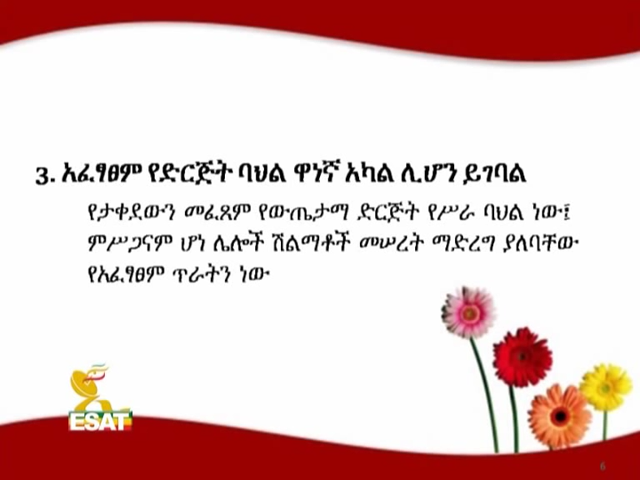 3. አፈፃፀም የድርጅት ባህል ዋነኛ አካል ሊሆን ይገባል
የታቀደውን መፈጸም የውጤታማ ድርጅት የሥራ ባህል ነው፤
ምሥጋናም ሆነ ሌሎች ሽልማቶች መሠረት ማድረግ ያለባቸው
የአፈፃፀም ጥራትን ነው
ESAT
6